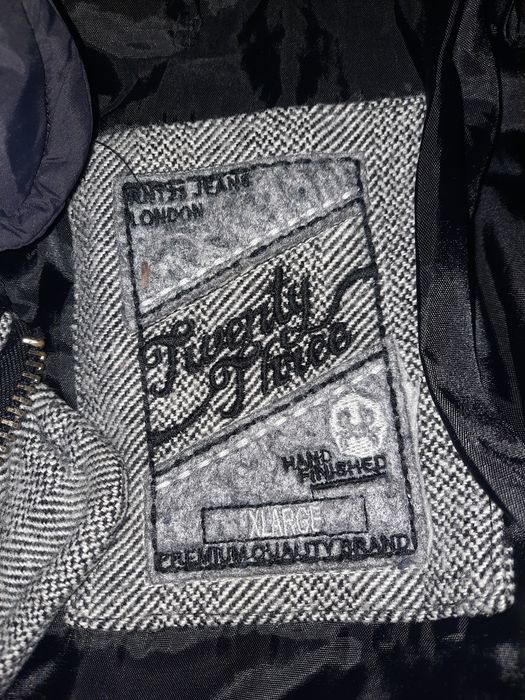 JEANS
LONDON
Twenty
Three
HAND
FINISHED
XLARGE
PREMIUM QUALITY BRAND